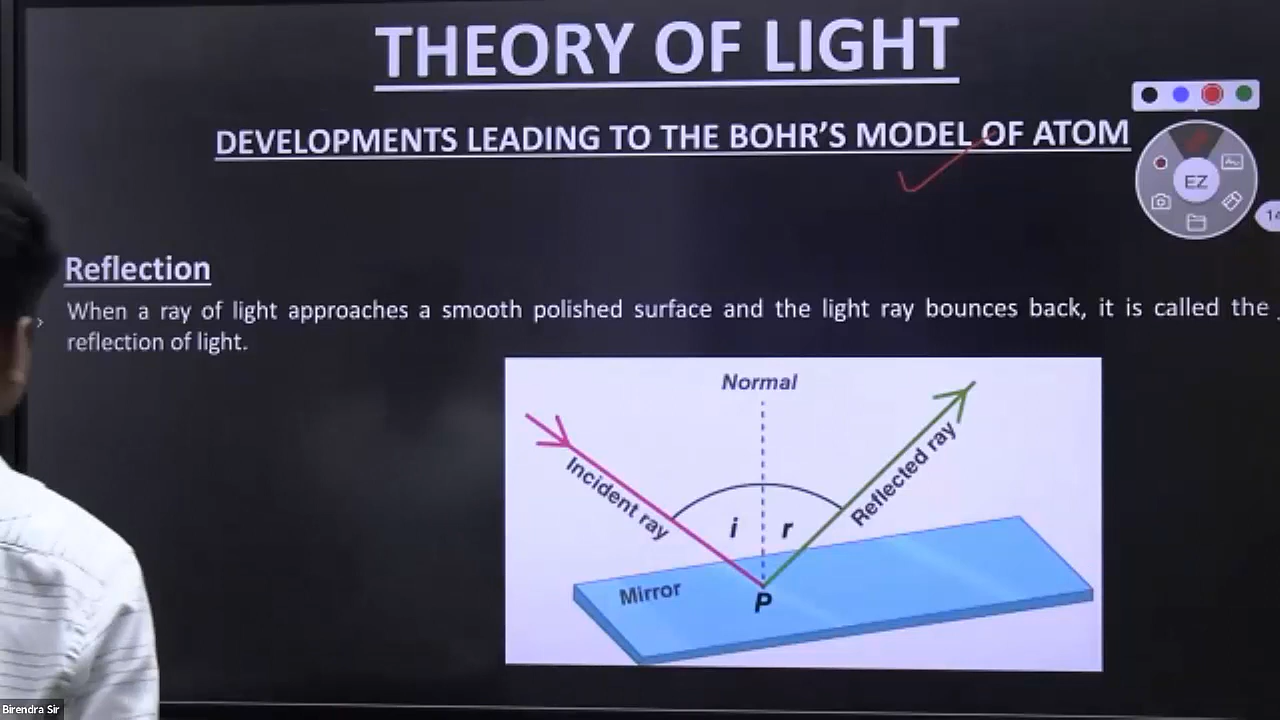 THEORY OF LIGHT
DEVELOPMENTS LEADING TO THE BOHR'S MODEL OF ATOM
EZ
14
Reflection
When a ray of light approaches a smooth polished surface and the light ray bounces back, it is called the
reflection of light.
Normal
Incident ray
Reflected ray
i
r
Mirror
P
Birendra Sir